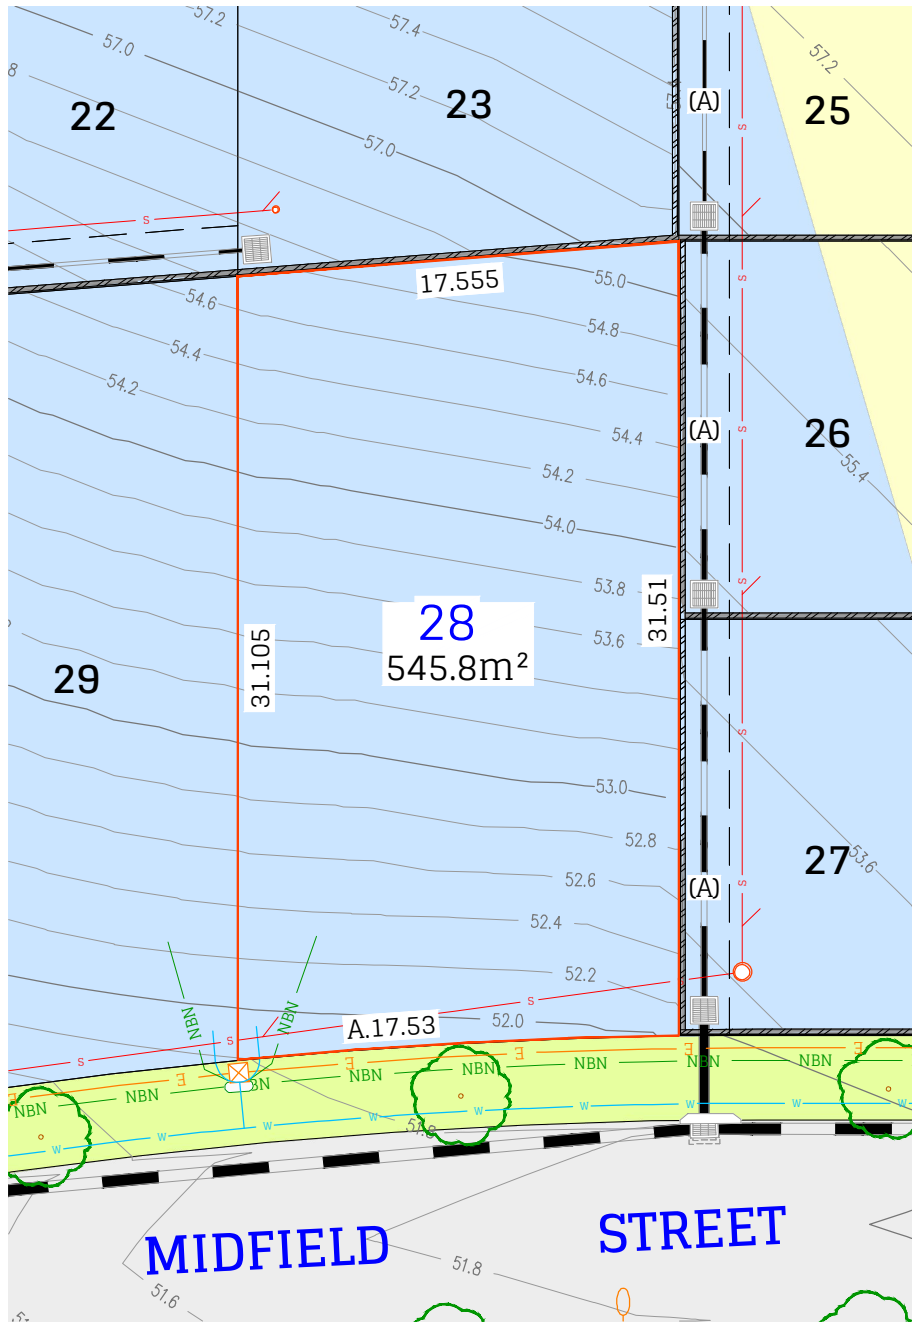 57.2
57.4
57.0
57.2
57.2
8
22
23
(A)
25
57.0
S
S
17.555
55.0
54.6
S
54.8
54.4
54.6
54.2
54.4
(A)
S
26
54.2
55.4
54.0
53.8
S
31.51
28
53.6
545.8m²
31.105
29
S
53.0
52.8
27
53.6
52.6
(A)
S
52.4
52.2
S
NBN
NBN
52.0
A.17.53
S
S
E
E
E
E
E
NBN
NBN
NBN
NBN
NBN
NBN
NBN
W
W
W
W
W
W
W
W
W
51.8
MIDFIELD STREET
51.8
51.6